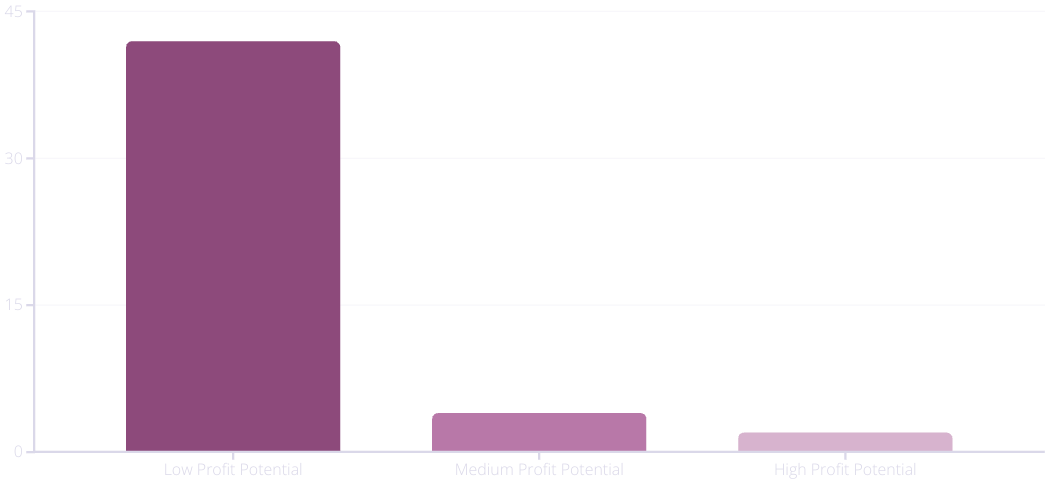 45
30
15
0
Low Profit Potential
Medium Profit Potential
High Profit Potential